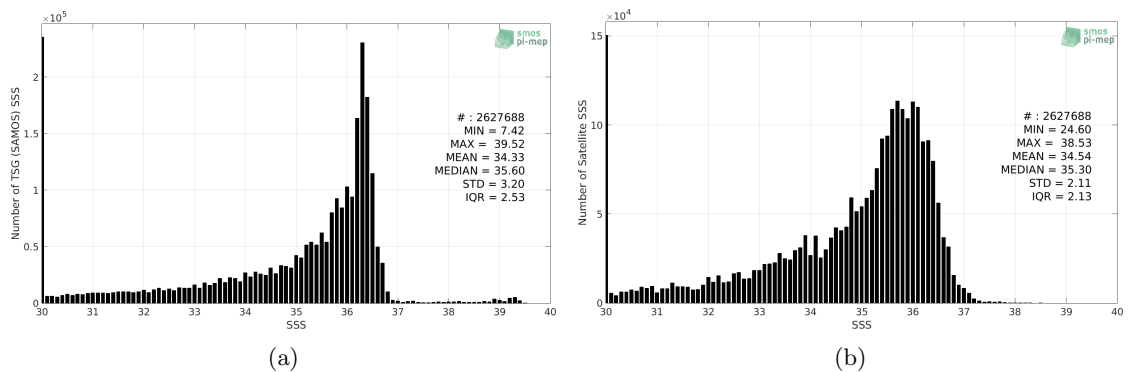 ×10⁵
smos
pi-mep
Number of TSG (SAMOS) SSS
2
1.5
1
0.5
0
# : 2627688
MIN = 7.42
MAX = 39.52
MEAN = 34.33
MEDIAN = 35.60
STD = 3.20
IQR = 2.53
30 31 32 33 34 35 36 37 38 39 40
SSS
(a)
×10⁴
smos
pi-mep
Number of Satellite SSS
15
10
5
0
# : 2627688
MIN = 24.60
MAX = 38.53
MEAN = 34.54
MEDIAN = 35.30
STD = 2.11
IQR = 2.13
30 31 32 33 34 35 36 37 38 39 40
SSS
(b)